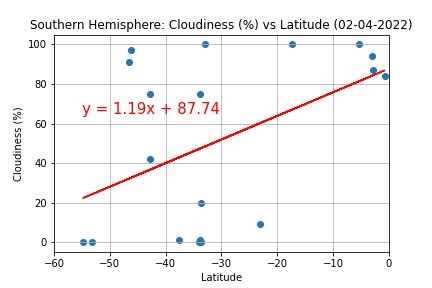 Southern Hemisphere: Cloudiness (%) vs Latitude (02-04-2022)
100
80
60
40
20
0
Cloudiness (%)
y = 1.19x + 87.74
−60 −50 −40 −30 −20 −10 0
Latitude